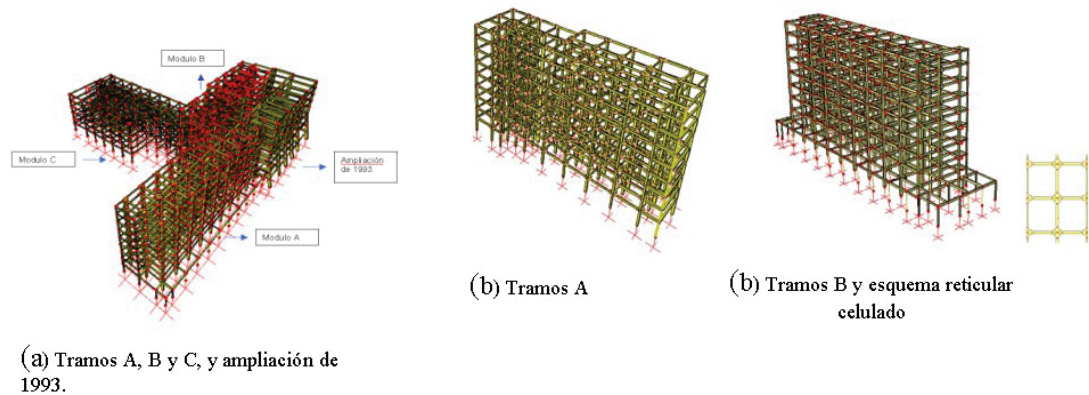 Modulo B
Modulo C
Ampliación
de 1993
Modulo A
(a) Tramos A, B y C, y ampliación de
1993.
(b) Tramos A
(b) Tramos B y esquema reticular
celulado